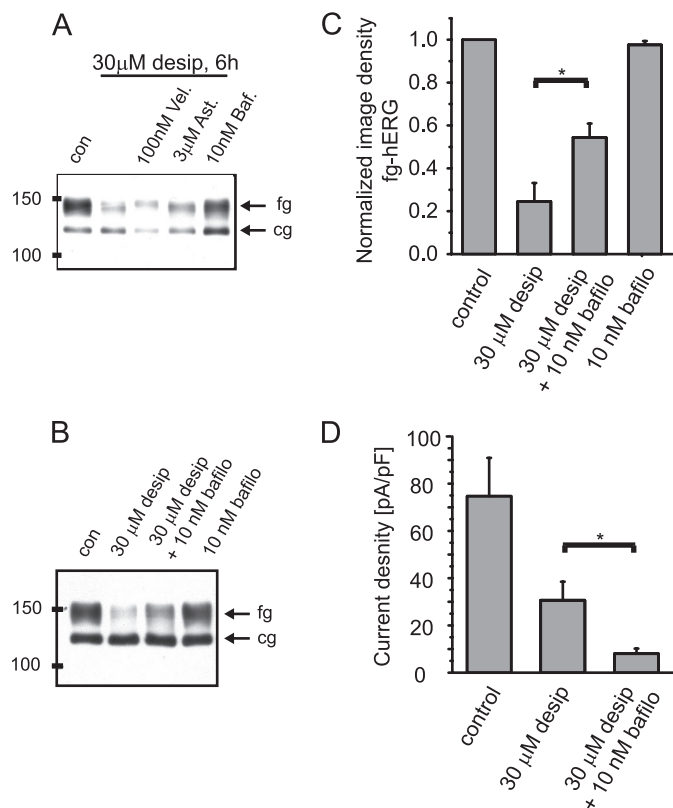 A
30μM desip, 6h
con
100nM Vel.
3μM Ast.
10nM Baf.
150
100
fg
cg
B
con
30 μM desip
30 μM desip
+ 10 nM bafilo
10 nM bafilo
150
100
fg
cg
C
Normalized image density
fg-hERG
1.0
0.8
0.6
0.4
0.2
0.0
*
control
30 μM desip
30 μM desip
+ 10 nM bafilo
10 nM bafilo
D
Current desnity [pA/pF]
100
80
60
40
20
0
*
control
30 μM desip
30 μM desip
+ 10 nM bafilo